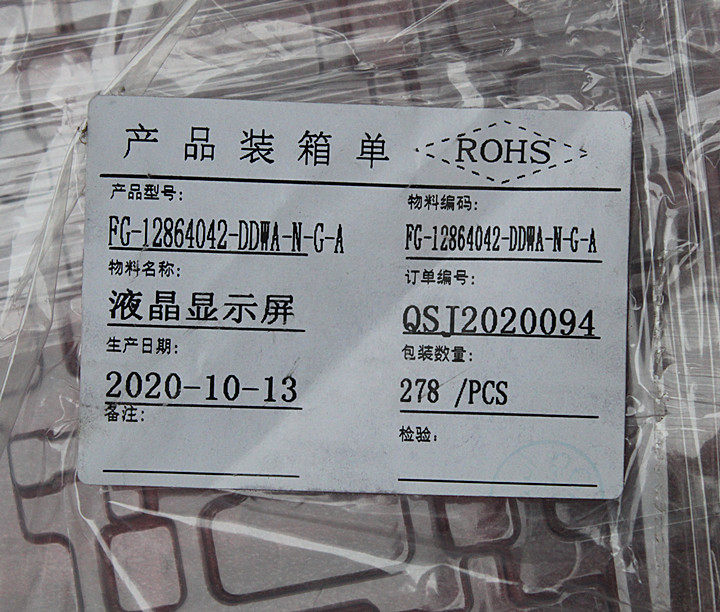 产品装箱单 ROHS
产品型号:
FG-12864042-DDWA-N-G-A
物料名称:
液晶显示屏
生产日期:
2020-10-13
备注:
物料编码:
FG-12864042-DDWA-N-G-A
订单编号:
QSJ2020094
包装数量:
278 /PCS
检验: